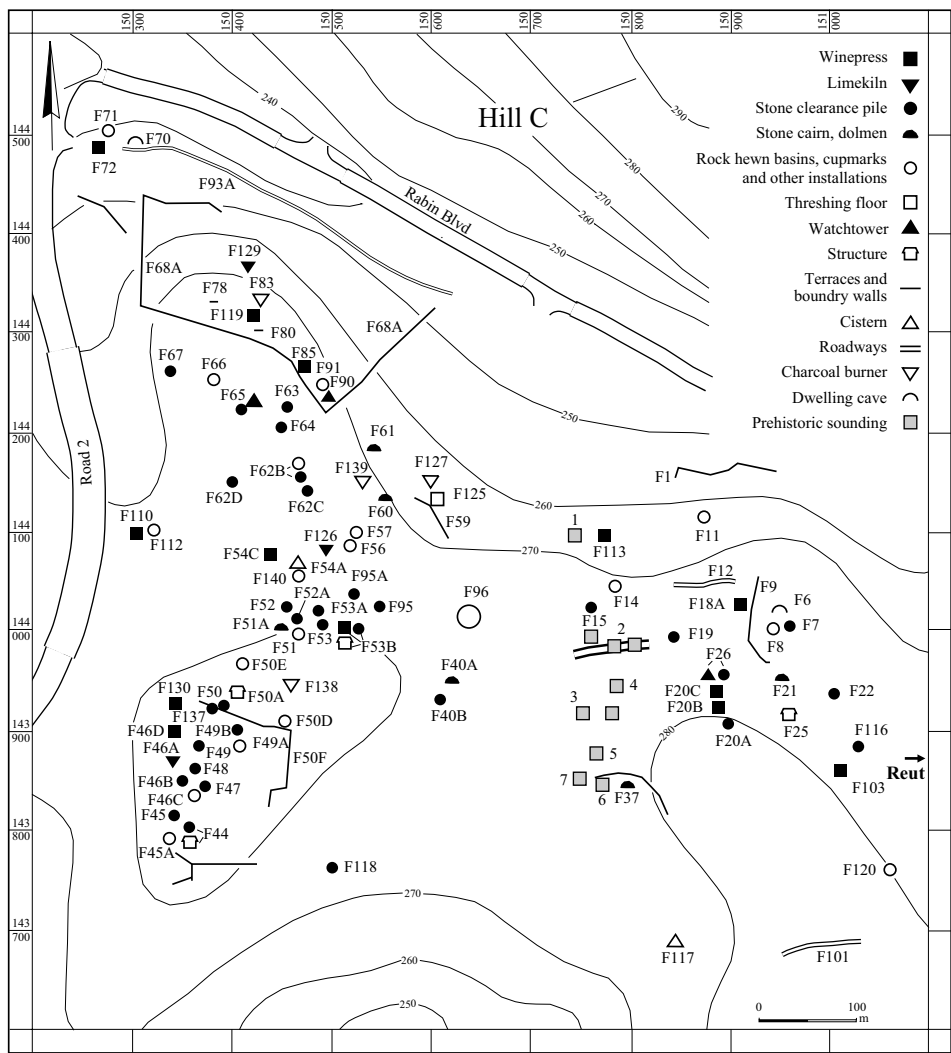 150
300
150
400
150
500
150
600
150
700
150
800
150
900
151
000
144
500
144
400
144
300
144
200
144
100
144
000
143
900
143
800
143
700
Hill C
Winepress
Limekiln
Stone clearance pile
Stone cairn, dolmen
Rock hewn basins, cupmarks
and other installations
Threshing floor
Watchtower
Structure
Terraces and
boundry walls
Cistern
Roadways
Charcoal burner
Dwelling cave
Prehistoric sounding
240
290
280
270
260
250
Rabin Blvd
Road 2
F71
F70
F72
F93A
F129
F68A
F83
F78
F119
F80
F68A
F85
F91
F90
F67
F66
F65
F63
F64
F61
F62B
F139
F127
F62D
F62C
F60
F125
F59
F1
250
260
270
F110
F112
F126
F57
F56
F54C
F54A
F140
F95A
F52A
F52
F53A
F95
F51A
F51
F53
F53B
F96
1
F113
F11
F12
F14
F15
2
F18A
F9
F6
F7
F8
F19
F26
F20C
F20B
F20A
F21
F22
F25
F116
F103
Reut
F50E
F40A
F40B
4
3
5
7
6
F37
280
F130
F50
F50A
F138
F137
F50D
F46D
F49B
F46A
F49
F49A
F50F
F48
F46B
F47
F46C
F45
F44
F45A
F118
F120
F117
F101
270
260
250
0
100
m